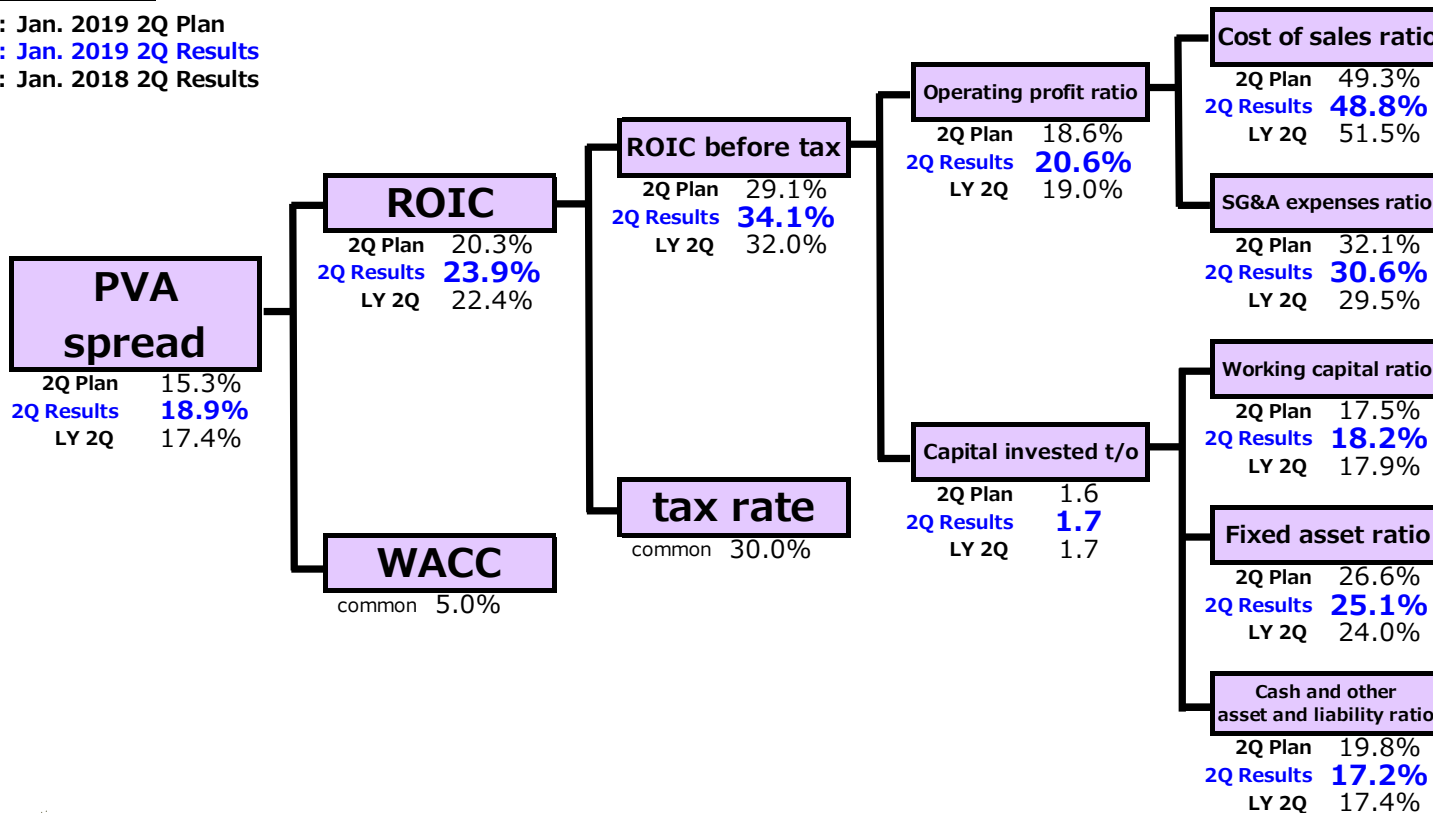 : Jan. 2019 2Q Plan
: Jan. 2019 2Q Results
: Jan. 2018 2Q Results
PVA
spread
2Q Plan 15.3%
2Q Results 18.9%
LY 2Q 17.4%
ROIC
2Q Plan 20.3%
2Q Results 23.9%
LY 2Q 22.4%
WACC
common 5.0%
ROIC before tax
2Q Plan 29.1%
2Q Results 34.1%
LY 2Q 32.0%
tax rate
common 30.0%
Operating profit ratio
2Q Plan 18.6%
2Q Results 20.6%
LY 2Q 19.0%
Capital invested t/o
2Q Plan 1.6
2Q Results 1.7
LY 2Q 1.7
Cost of sales ratio
2Q Plan 49.3%
2Q Results 48.8%
LY 2Q 51.5%
SG&A expenses ratio
2Q Plan 32.1%
2Q Results 30.6%
LY 2Q 29.5%
Working capital ratio
2Q Plan 17.5%
2Q Results 18.2%
LY 2Q 17.9%
Fixed asset ratio
2Q Plan 26.6%
2Q Results 25.1%
LY 2Q 24.0%
Cash and other
asset and liability ratio
2Q Plan 19.8%
2Q Results 17.2%
LY 2Q 17.4%